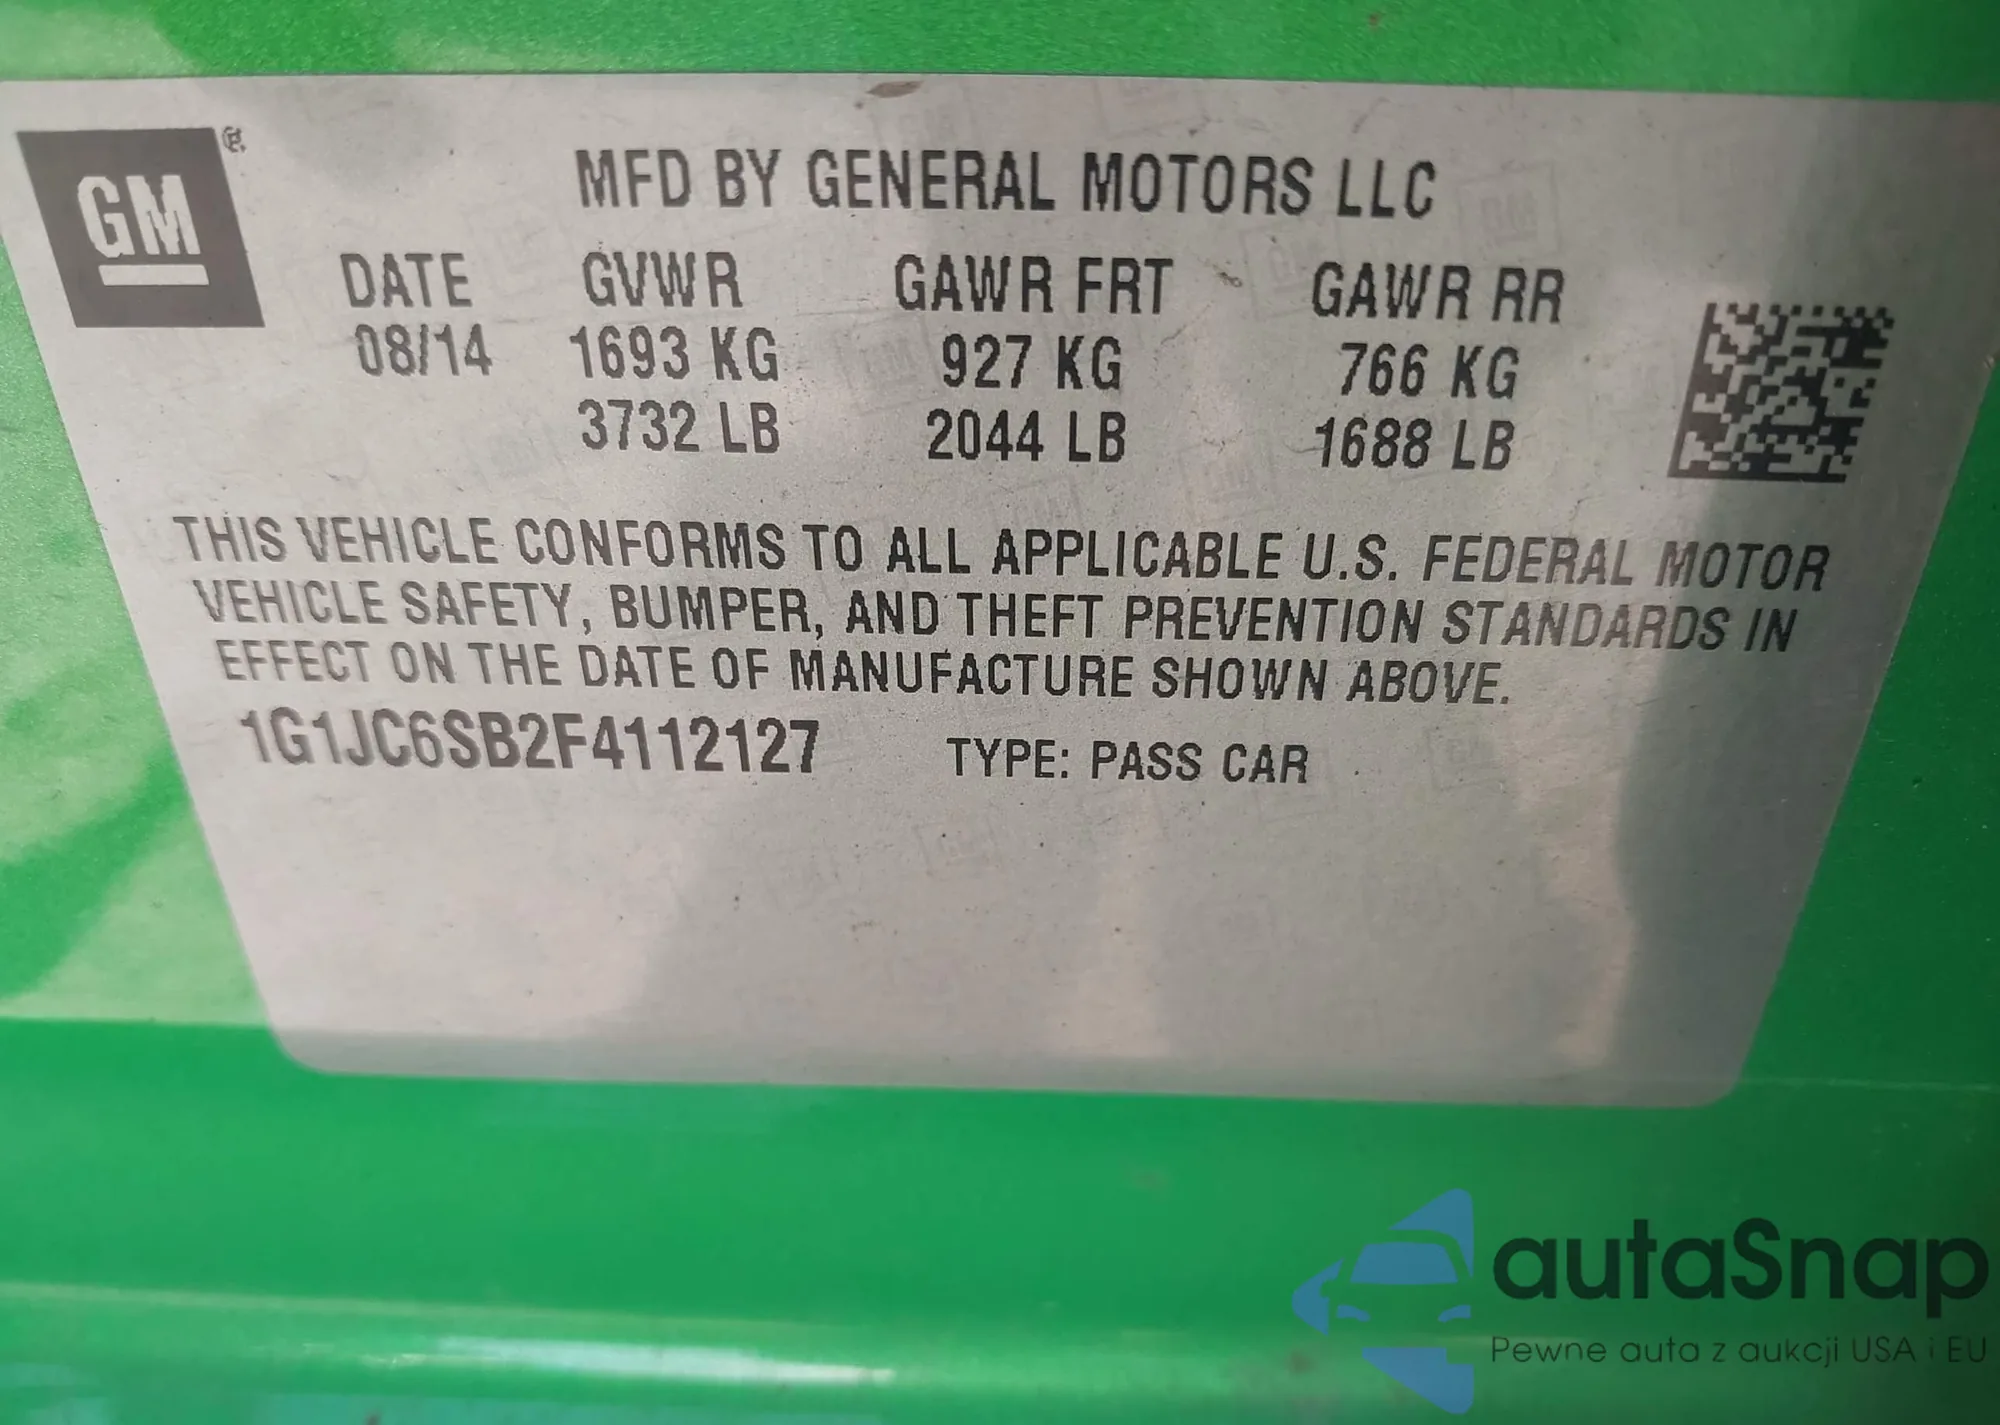 GM
MFD BY GENERAL MOTORS LLC
DATE GVWR GAWR FRT GAWR RR
08/14 1693 KG 927 KG 766 KG
3732 LB 2044 LB 1688 LB
THIS VEHICLE CONFORMS TO ALL APPLICABLE U.S. FEDERAL MOTOR
VEHICLE SAFETY, BUMPER, AND THEFT PREVENTION STANDARDS IN
EFFECT ON THE DATE OF MANUFACTURE SHOWN ABOVE.
1G1JC6SB2F4112127 TYPE: PASS CAR
autaSnap
Pewne auta z aukcji USA i EU